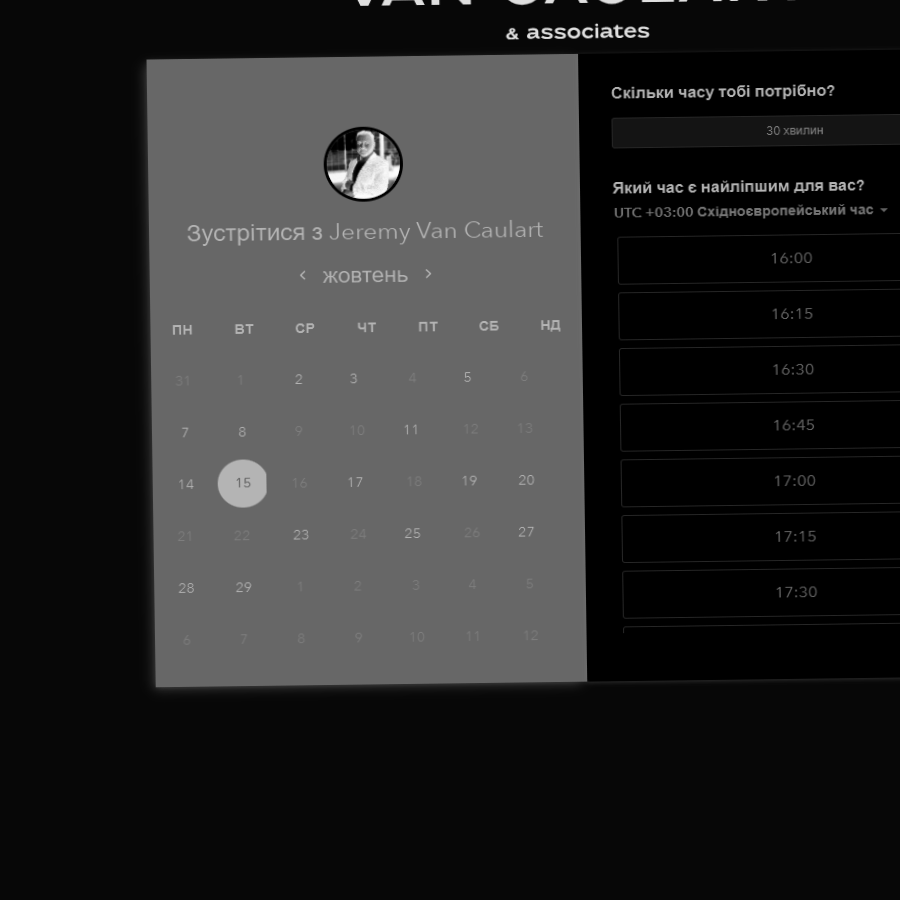 & associates
Зустрітися з Jeremy Van Caulart
жовтень
ПН ВТ СР ЧТ ПТ СБ НД
31 1 2 3 4 5 6
7 8 9 10 11 12 13
14 15 16 17 18 19 20
21 22 23 24 25 26 27
28 29 1 2 3 4 5
6 7 8 9 10 11 12
Скільки часу тобі потрібно?
30 хвилин
Який час є найліпшим для вас?
UTC +03:00 Східноєвропейський час
16:00
16:15
16:30
16:45
17:00
17:15
17:30